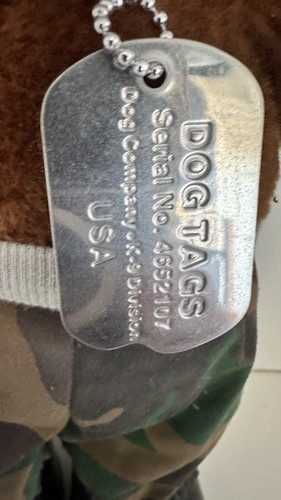 DOG TAGS
Serial No. 4652107
Dog Company, K-9 Division
USA